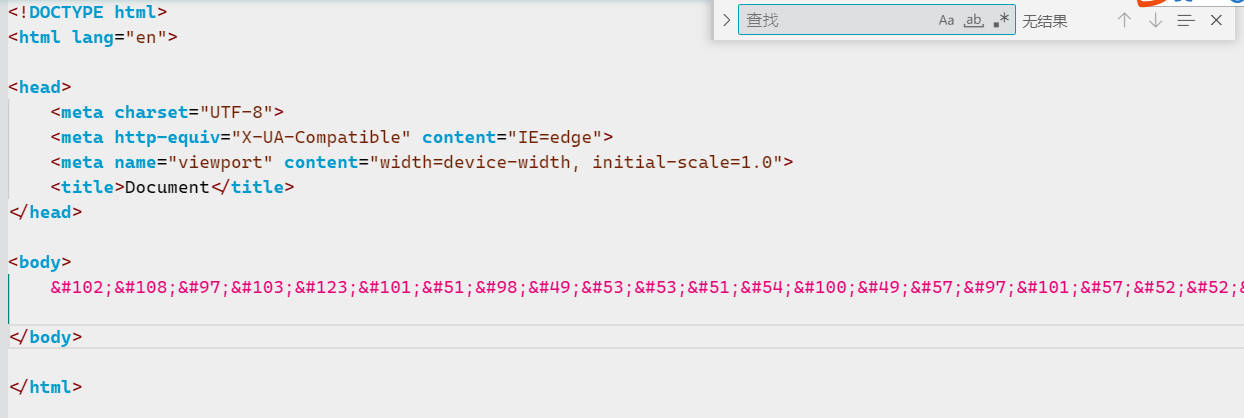 <!DOCTYPE html>
查找 Aa ab .* 无结果
<html lang="en">
<head>
<meta charset="UTF-8">
<meta http-equiv="X-UA-Compatible" content="IE=edge">
<meta name="viewport" content="width=device-width, initial-scale=1.0">
<title>Document</title>
</head>
<body>
&#102;&#108;&#97;&#103;&#123;&#101;&#51;&#98;&#49;&#53;&#53;&#51;&#54;&#100;&#49;&#57;&#97;&#101;&#57;&#52;&#52;&
</body>
</html>